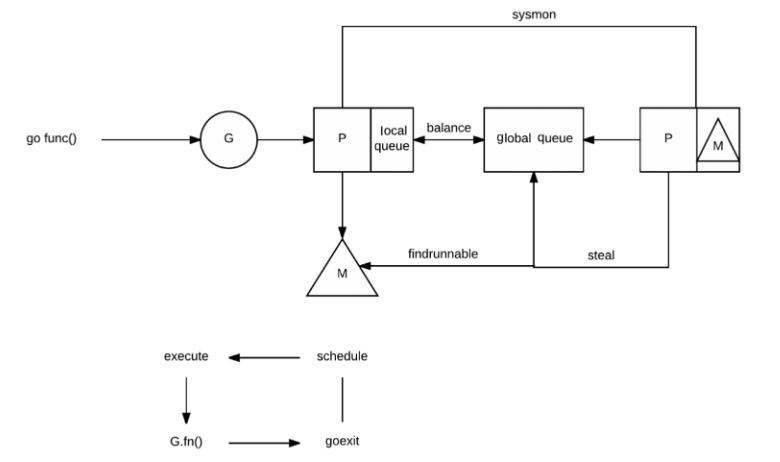 sysmon
go func()
G
P
local
queue
balance
global queue
P
M
findrunnable
steal
M
execute
schedule
G.fn()
goexit